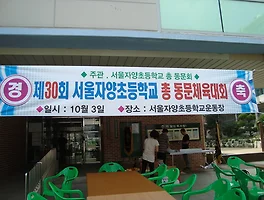 ◆ 주관 . 서울자양초등학교 총 동문회 ◆
경 제30회 서울자양초등학교 총 동문체육대회 축
◆ 일시 : 10월 3일 ◆ 장소 : 서울자양초등학교운동장